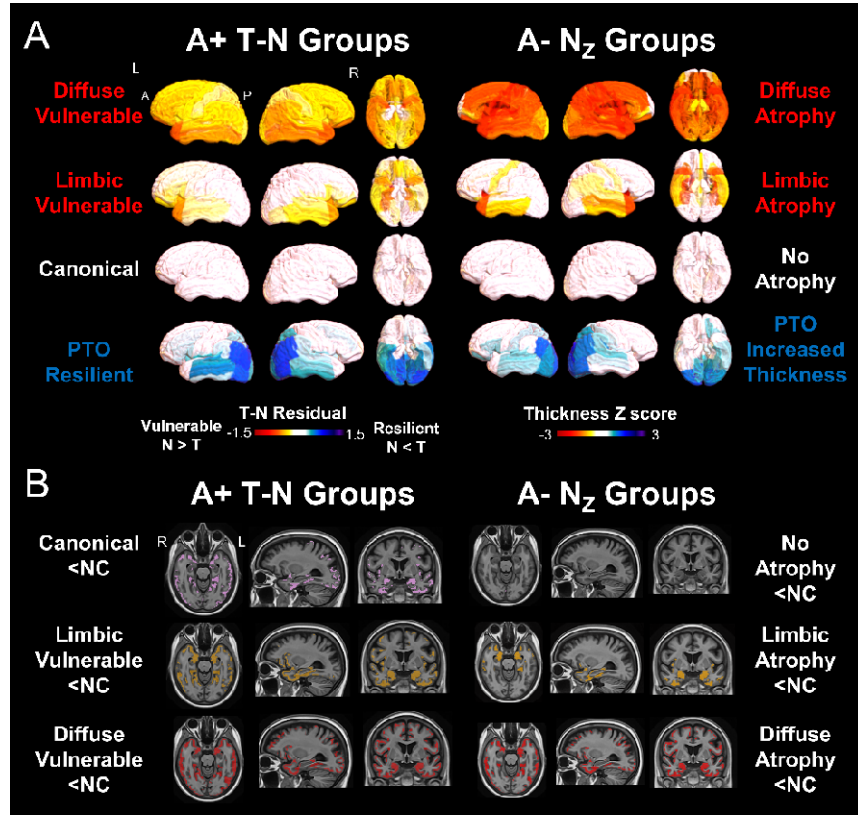 A
A+ T-N Groups
A- N_Z Groups
L
R
A
P
Diffuse
Vulnerable
Diffuse
Atrophy
Limbic
Vulnerable
Limbic
Atrophy
Canonical
No
Atrophy
PTO
Resilient
PTO
Increased
Thickness
Vulnerable
N > T
T-N Residual
-1.5
1.5
Resilient
N < T
Thickness Z score
-3
3
B
A+ T-N Groups
A- N_Z Groups
Canonical
<NC
R
L
No
Atrophy
<NC
Limbic
Vulnerable
<NC
Limbic
Atrophy
<NC
Diffuse
Vulnerable
<NC
Diffuse
Atrophy
<NC